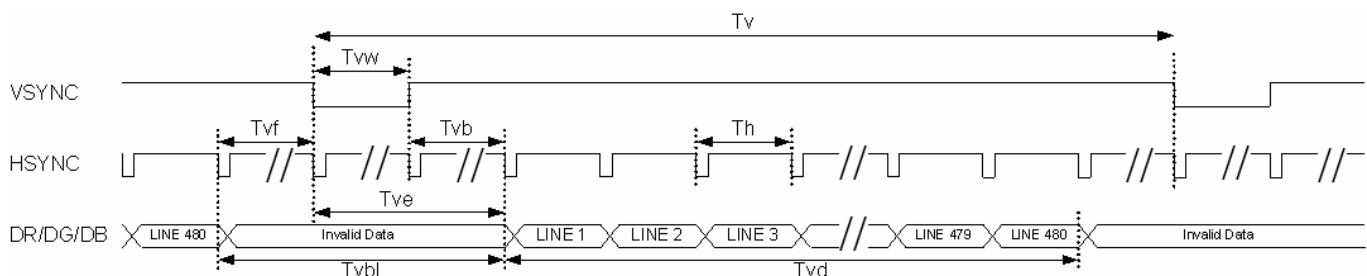 Tv
Tvw
VSYNC
Tvf
Tvb
Th
HSYNC
Tve
DR/DG/DB
LINE 480
Invalid Data
LINE 1
LINE 2
LINE 3
LINE 479
LINE 480
Invalid Data
Tvbl
Tvd